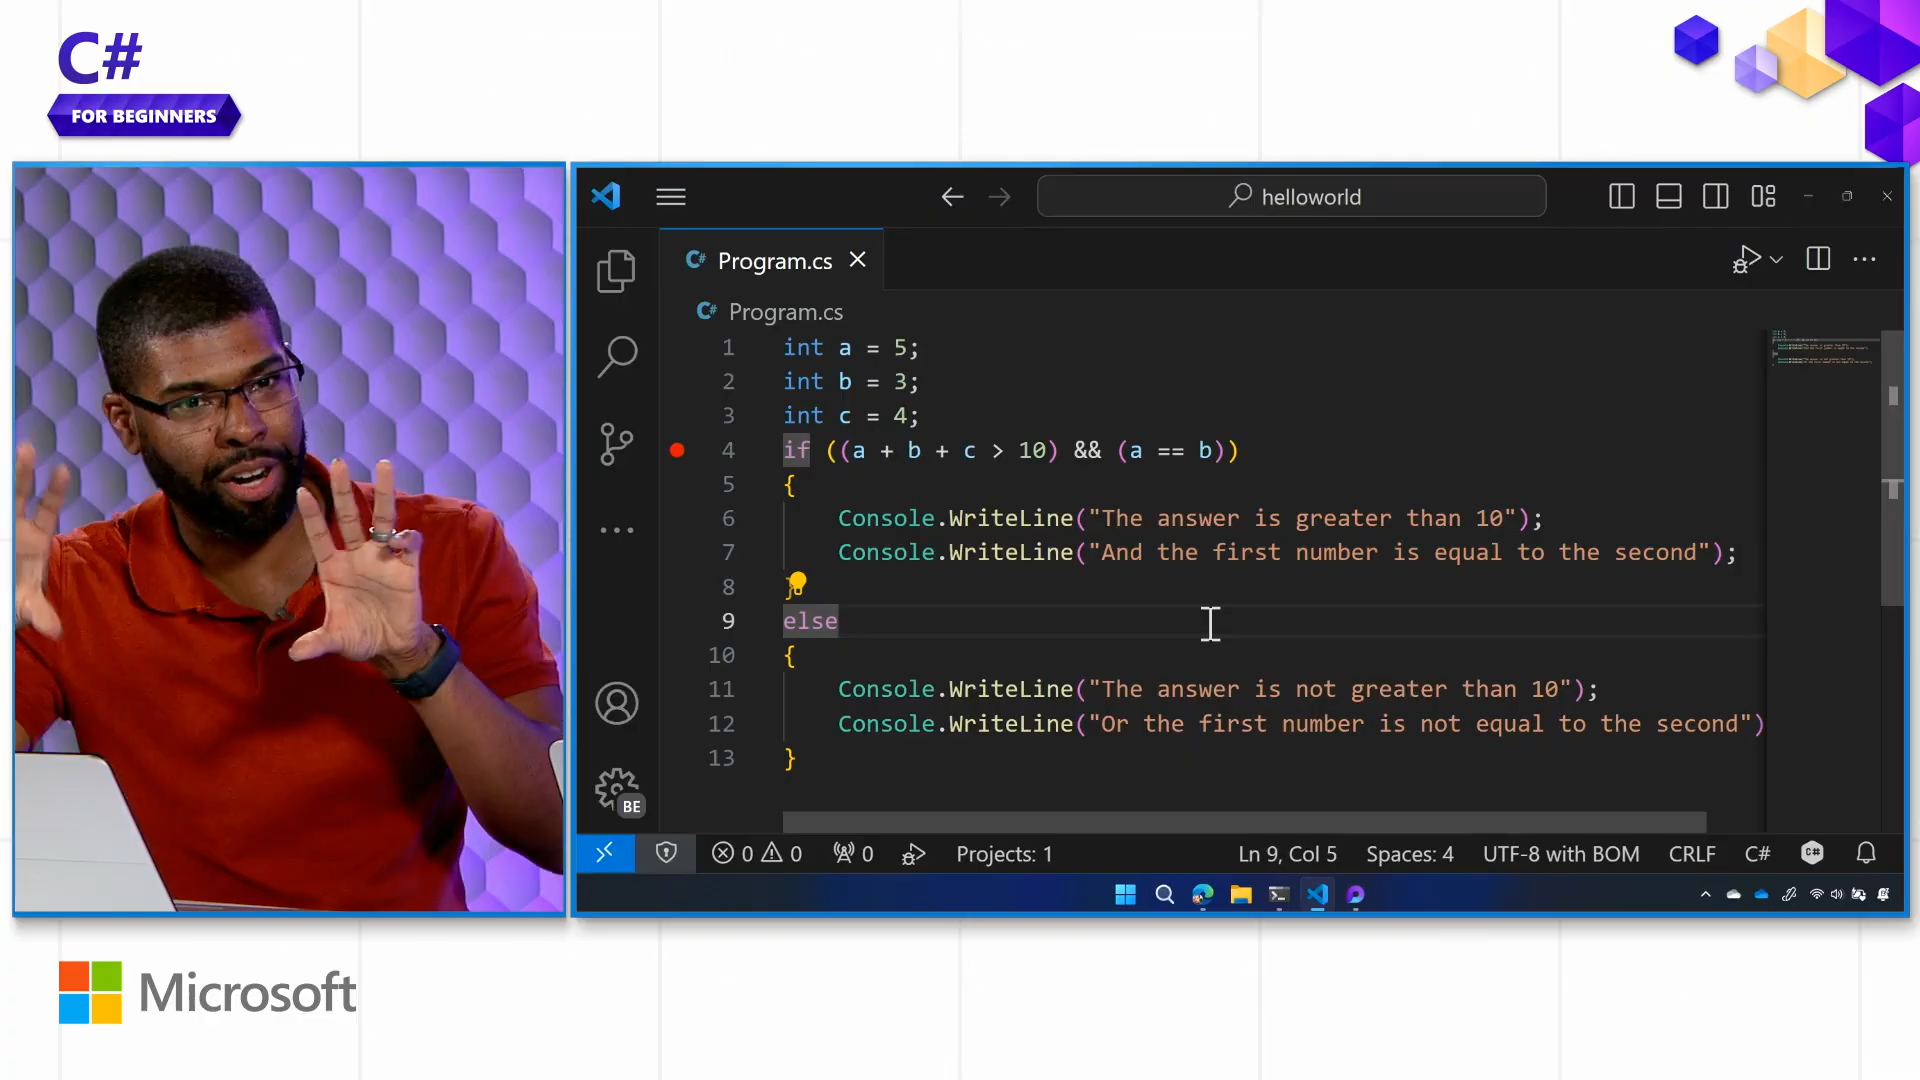 C#
FOR BEGINNERS
helloworld
Program.cs
Program.cs
1 int a = 5;
2 int b = 3;
3 int c = 4;
4 if ((a + b + c > 10) && (a == b))
5 {
6 Console.WriteLine("The answer is greater than 10");
7 Console.WriteLine("And the first number is equal to the second");
8 }
9 else
10 {
11 Console.WriteLine("The answer is not greater than 10");
12 Console.WriteLine("Or the first number is not equal to the second")
13 }
BE
0 0 0 Projects: 1 Ln 9, Col 5 Spaces: 4 UTF-8 with BOM CRLF C#
Microsoft